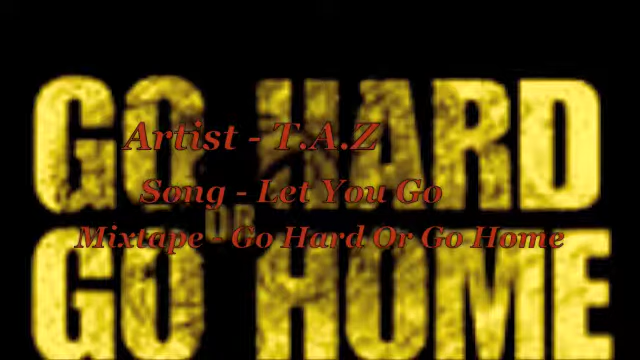 GO HARD
Artist - T.A.Z
Song - Let You Go
OR
Mixtape - Go Hard Or Go Home
GO HOME